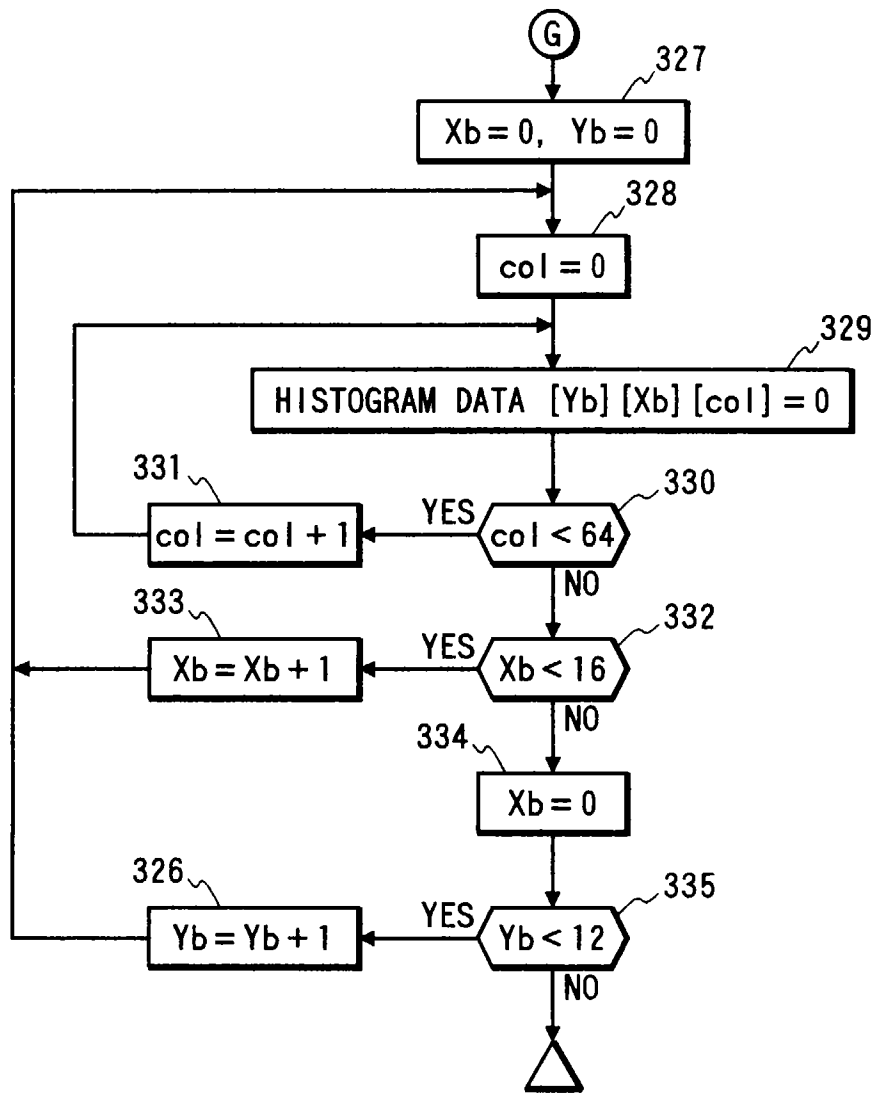 G
327
Xb = 0, Yb = 0
328
col = 0
329
HISTOGRAM DATA [Yb] [Xb] [col] = 0
331
330
col = col + 1
YES
col < 64
NO
333
332
Xb = Xb + 1
YES
Xb < 16
NO
334
Xb = 0
326
335
Yb = Yb + 1
YES
Yb < 12
NO